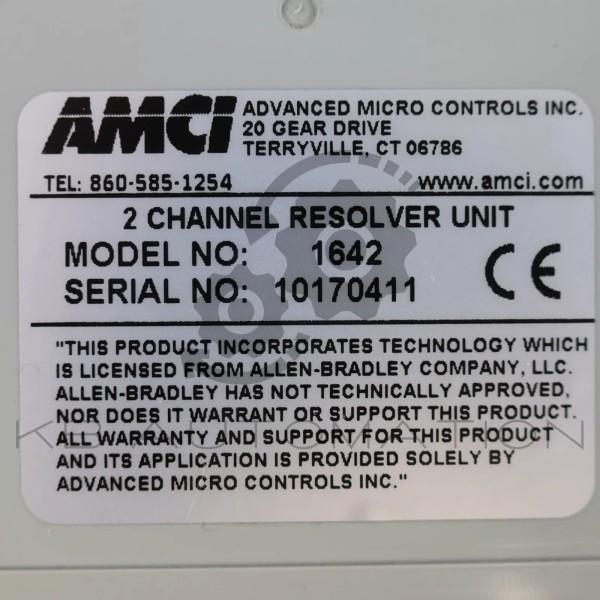 AMCI ADVANCED MICRO CONTROLS INC.
20 GEAR DRIVE
TERRYVILLE, CT 06786
TEL: 860-585-1254 www.amci.com
2 CHANNEL RESOLVER UNIT
MODEL NO: 1642
SERIAL NO: 10170411
CE
"THIS PRODUCT INCORPORATES TECHNOLOGY WHICH
IS LICENSED FROM ALLEN-BRADLEY COMPANY, LLC.
ALLEN-BRADLEY HAS NOT TECHNICALLY APPROVED,
NOR DOES IT WARRANT OR SUPPORT THIS PRODUCT.
ALL WARRANTY AND SUPPORT FOR THIS PRODUCT
AND ITS APPLICATION IS PROVIDED SOLELY BY
ADVANCED MICRO CONTROLS INC."
KB AUTOMATION